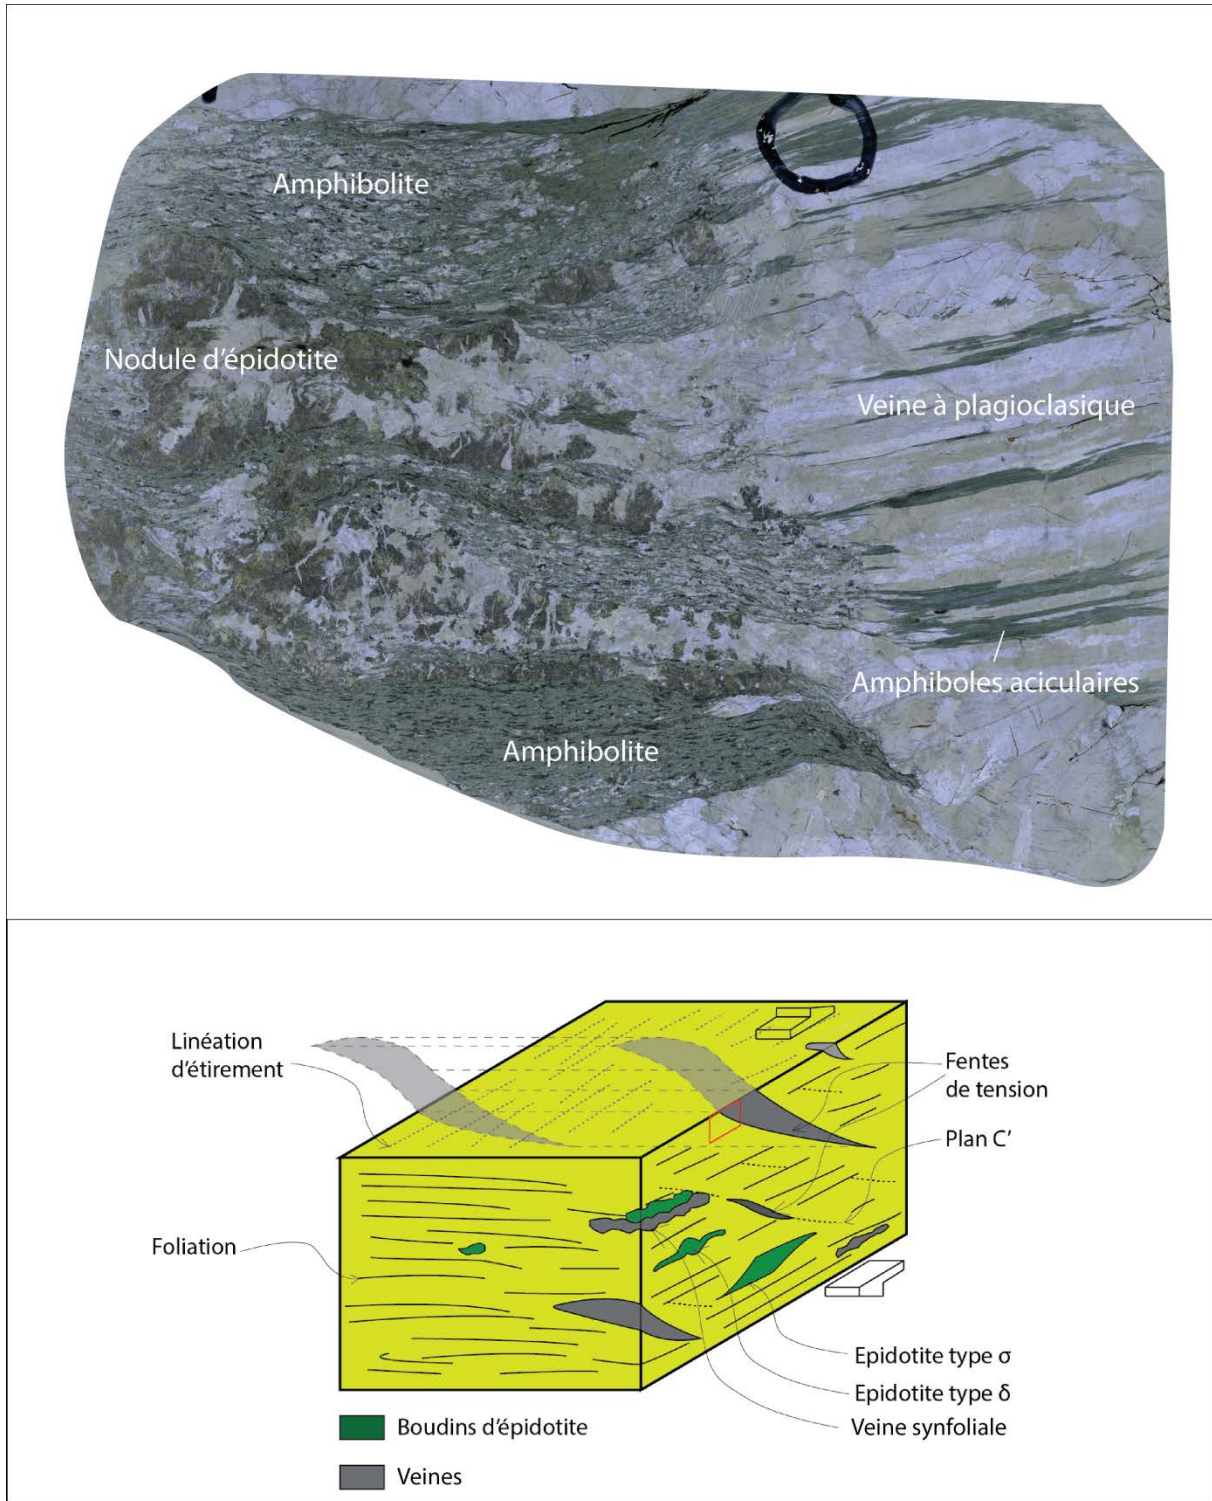 Amphibolite
Nodule d'épidotite
Veine à plagioclasique
Amphiboles aciculaires
Amphibolite
Linéation
d'étirement
Fentes
de tension
Plan C'
Foliation
Epidotite type σ
Epidotite type δ
Veine synfoliale
Boudins d'épidotite
Veines